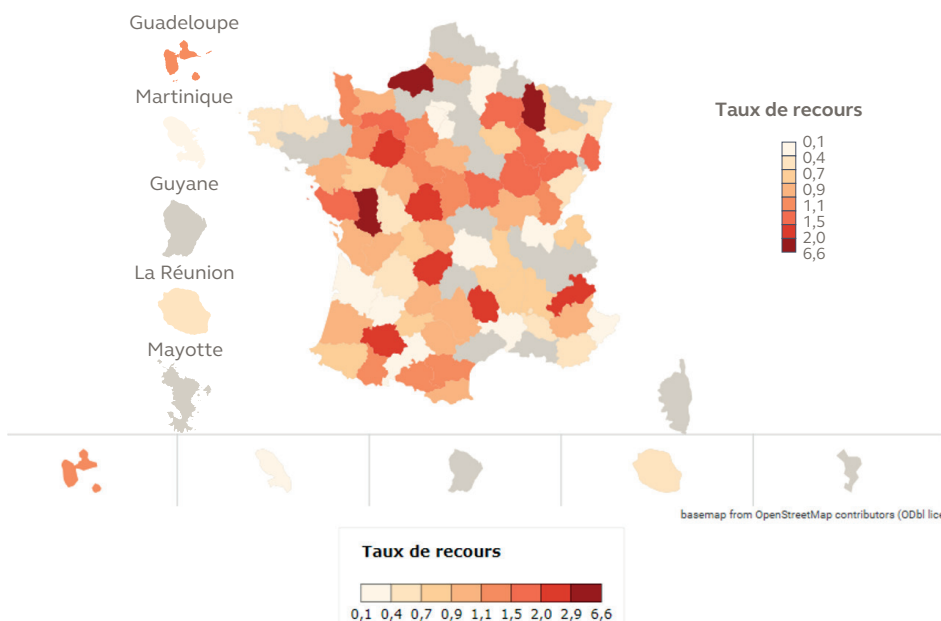 Guadeloupe
Martinique
Guyane
La Réunion
Mayotte
Taux de recours
0,1
0,4
0,7
0,9
1,1
1,5
2,0
6,6
basemap from OpenStreetMap contributors (ODbl lice
Taux de recours
0,1 0,4 0,7 0,9 1,1 1,5 2,0 2,9 6,6